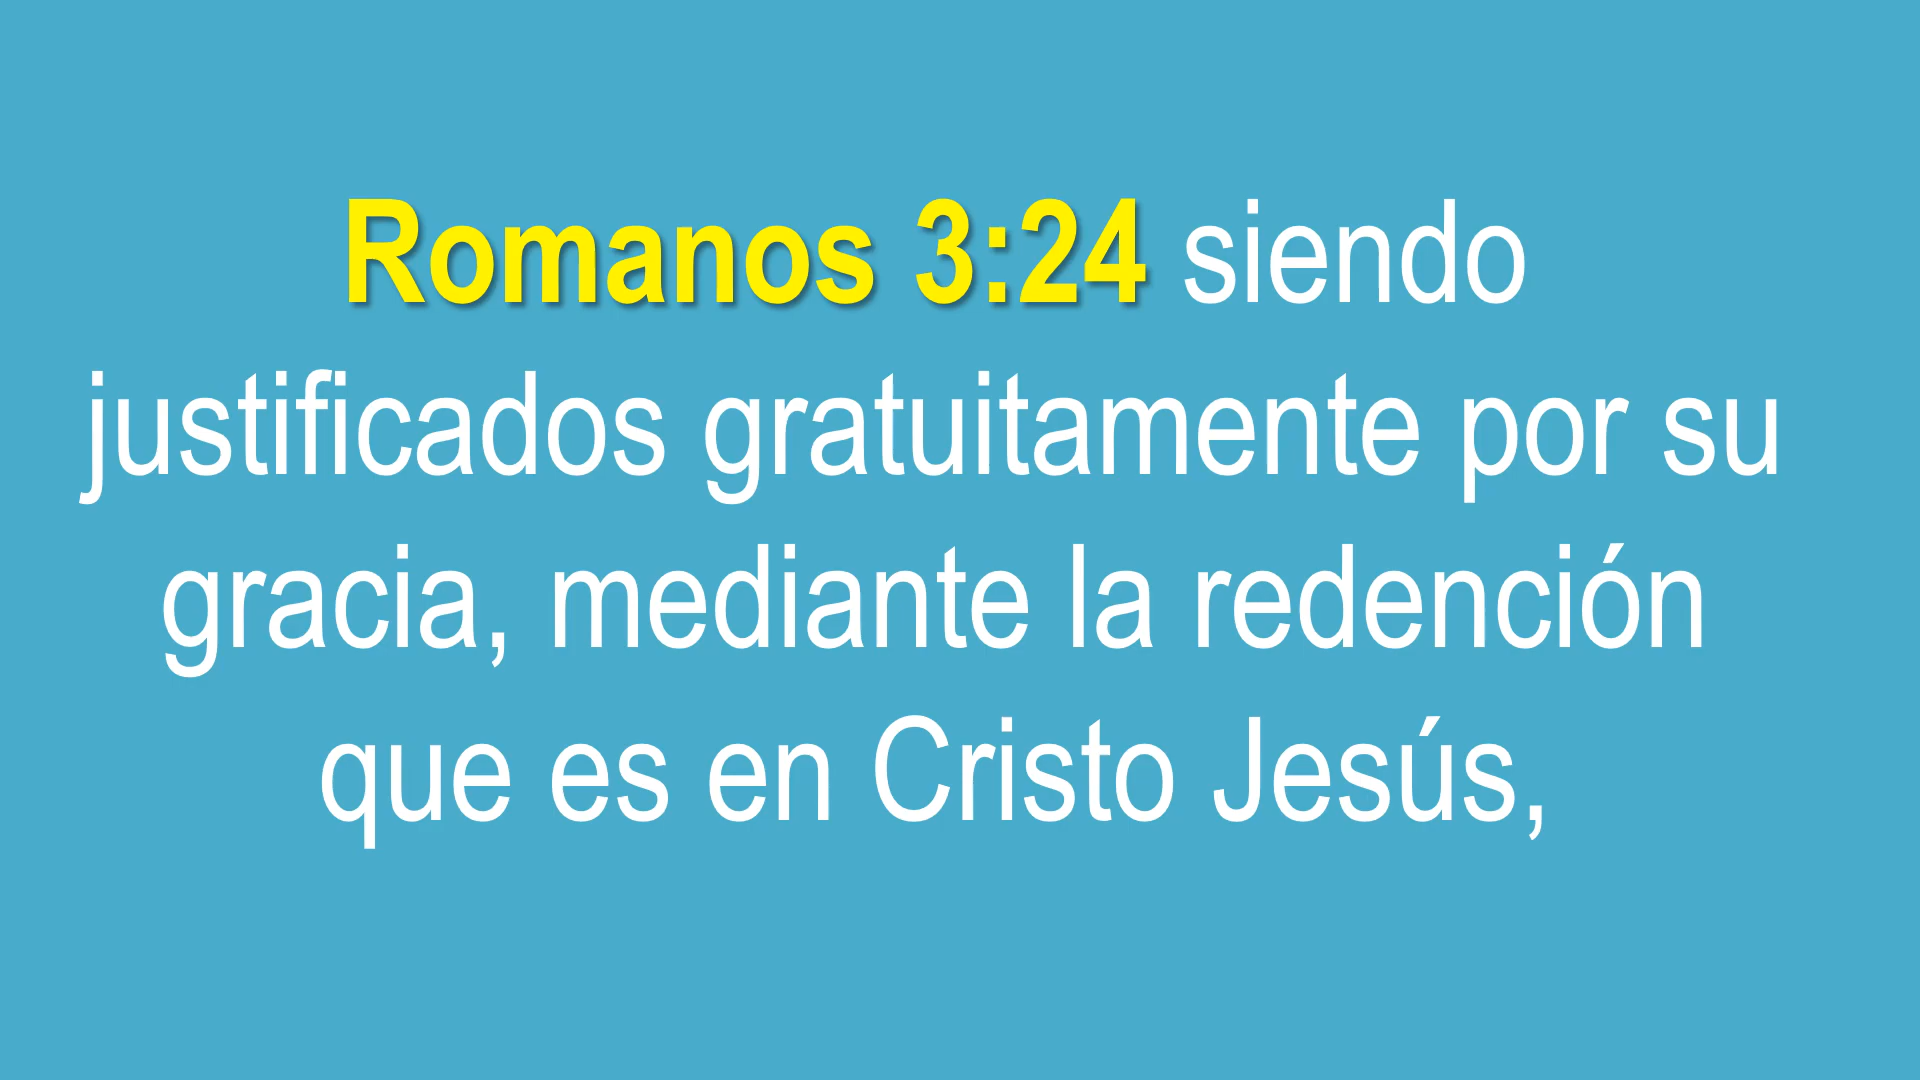 Romanos 3:24 siendo
justificados gratuitamente por su
gracia, mediante la redención
que es en Cristo Jesús,